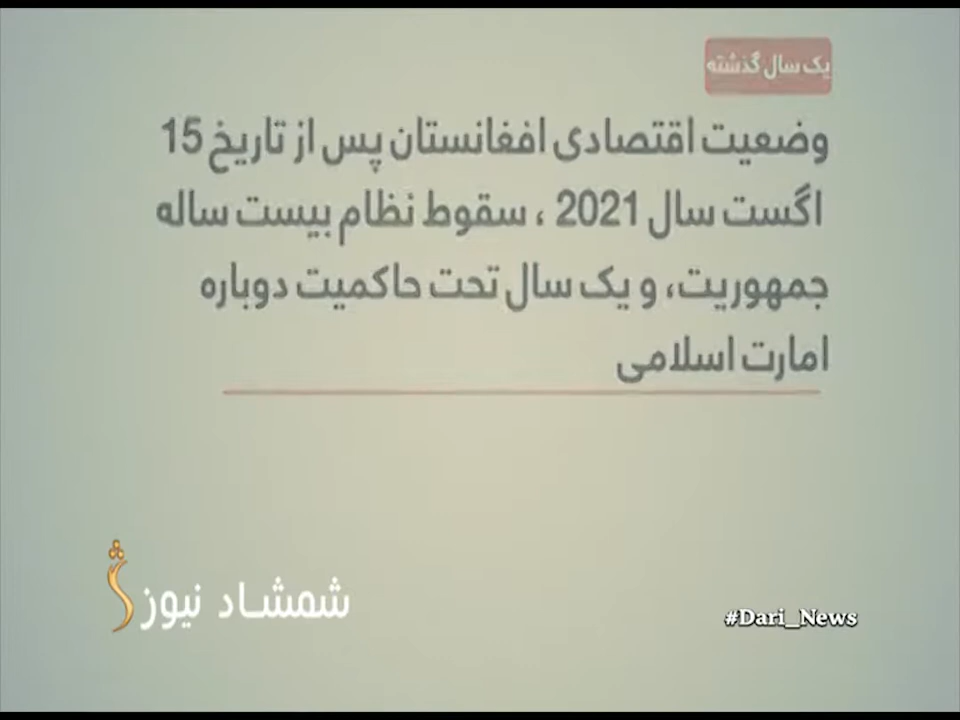 یک سال گذشته
وضعیت اقتصادی افغانستان پس از تاریخ 15
اگست سال 2021 ، سقوط نظام بیست ساله
جمهوریت، و یک سال تحت حاکمیت دوباره
امارت اسلامی
شمشاد نیوز
#Dari_News